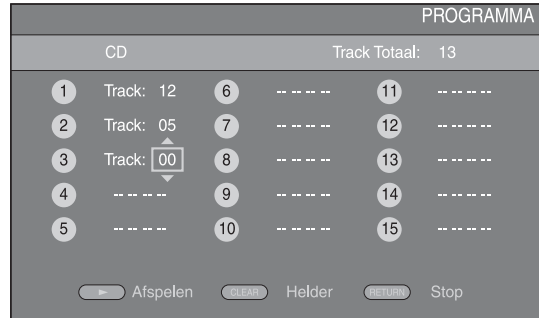 PROGRAMMA
CD Track Totaal: 13
1 Track: 12 6 -- -- -- -- 11 -- -- -- --
2 Track: 05 7 -- -- -- -- 12 -- -- -- --
3 Track: 00 8 -- -- -- -- 13 -- -- -- --
4 -- -- -- -- 9 -- -- -- -- 14 -- -- -- --
5 -- -- -- -- 10 -- -- -- -- 15 -- -- -- --
Afspelen CLEAR Helder RETURN Stop